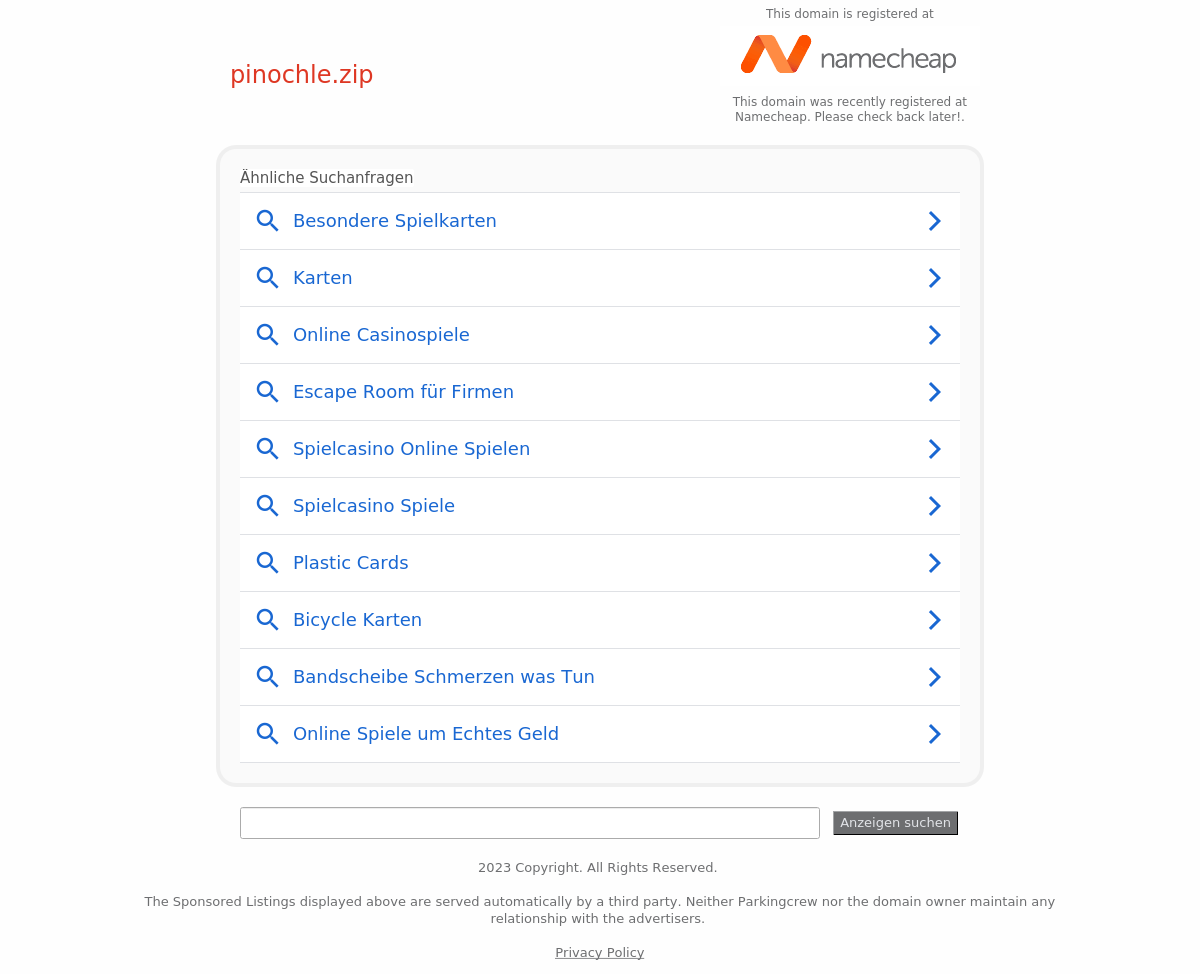 This domain is registered at
namecheap
pinochle.zip
This domain was recently registered at
Namecheap. Please check back later!.
Ähnliche Suchanfragen
Besondere Spielkarten
Karten
Online Casinospiele
Escape Room für Firmen
Spielcasino Online Spielen
Spielcasino Spiele
Plastic Cards
Bicycle Karten
Bandscheibe Schmerzen was Tun
Online Spiele um Echtes Geld
Anzeigen suchen
2023 Copyright. All Rights Reserved.
The Sponsored Listings displayed above are served automatically by a third party. Neither Parkingcrew nor the domain owner maintain any
relationship with the advertisers.
Privacy Policy